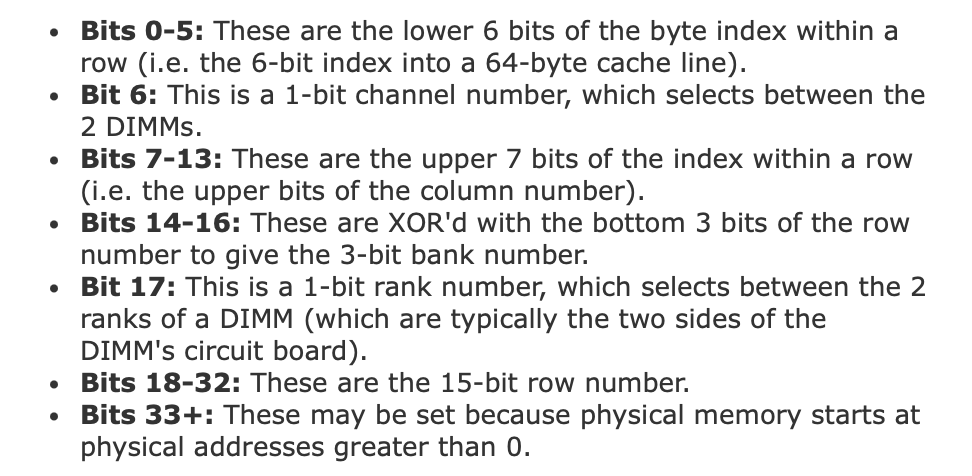 • Bits 0-5: These are the lower 6 bits of the byte index within a
row (i.e. the 6-bit index into a 64-byte cache line).
• Bit 6: This is a 1-bit channel number, which selects between the
2 DIMMs.
• Bits 7-13: These are the upper 7 bits of the index within a row
(i.e. the upper bits of the column number).
• Bits 14-16: These are XOR'd with the bottom 3 bits of the row
number to give the 3-bit bank number.
• Bit 17: This is a 1-bit rank number, which selects between the 2
ranks of a DIMM (which are typically the two sides of the
DIMM's circuit board).
• Bits 18-32: These are the 15-bit row number.
• Bits 33+: These may be set because physical memory starts at
physical addresses greater than 0.